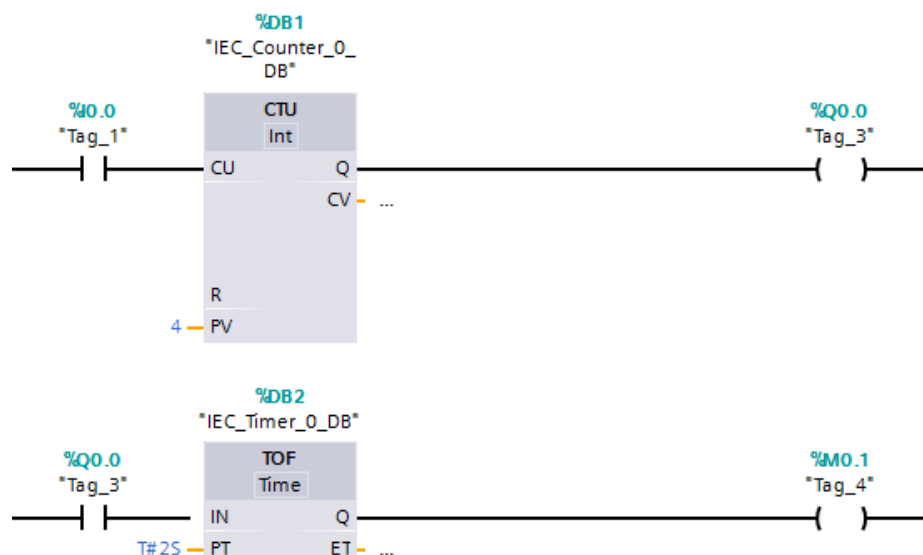 %DB1
"IEC_Counter_0_
DB"
%I0.0
"Tag_1"
CTU
Int
%Q0.0
"Tag_3"
CU
Q
CV
...
R
4
PV
%DB2
"IEC_Timer_0_DB"
%Q0.0
"Tag_3"
TOF
Time
%M0.1
"Tag_4"
IN
Q
T#2S
PT
ET
...